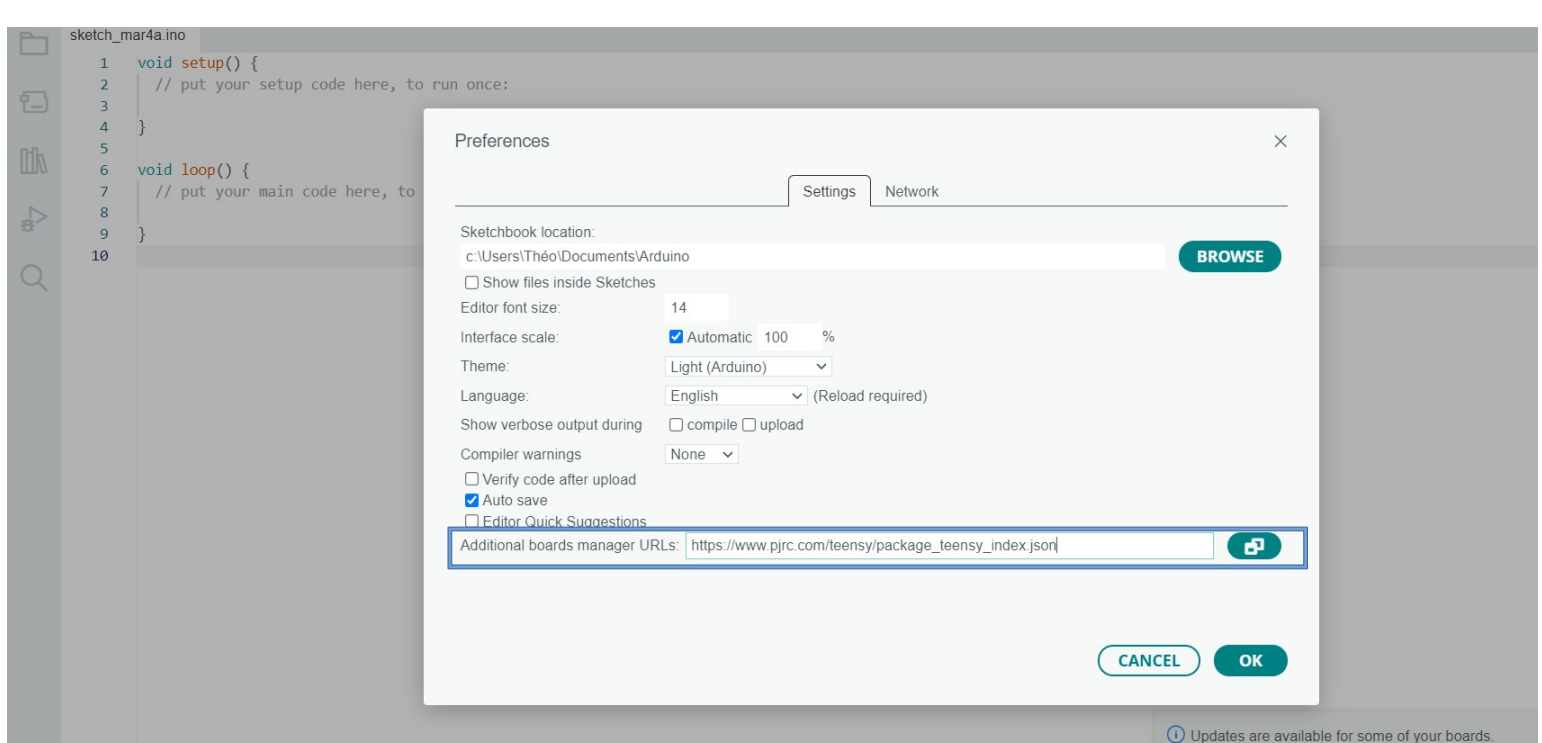 sketch_mar4a.ino
1 void setup() {
2 // put your setup code here, to run once:
3
4 }
5
6 void loop() {
7 // put your main code here, to
8
9 }
10
Preferences
Settings Network
Sketchbook location:
c:\Users\Théo\Documents\Arduino
BROWSE
Show files inside Sketches
Editor font size: 14
Interface scale: Automatic 100 %
Theme: Light (Arduino)
Language: English (Reload required)
Show verbose output during compile upload
Compiler warnings None
Verify code after upload
Auto save
Editor Quick Suggestions
Additional boards manager URLs: https://www.pjrc.com/teensy/package_teensy_index.json
CANCEL OK
Updates are available for some of your boards.